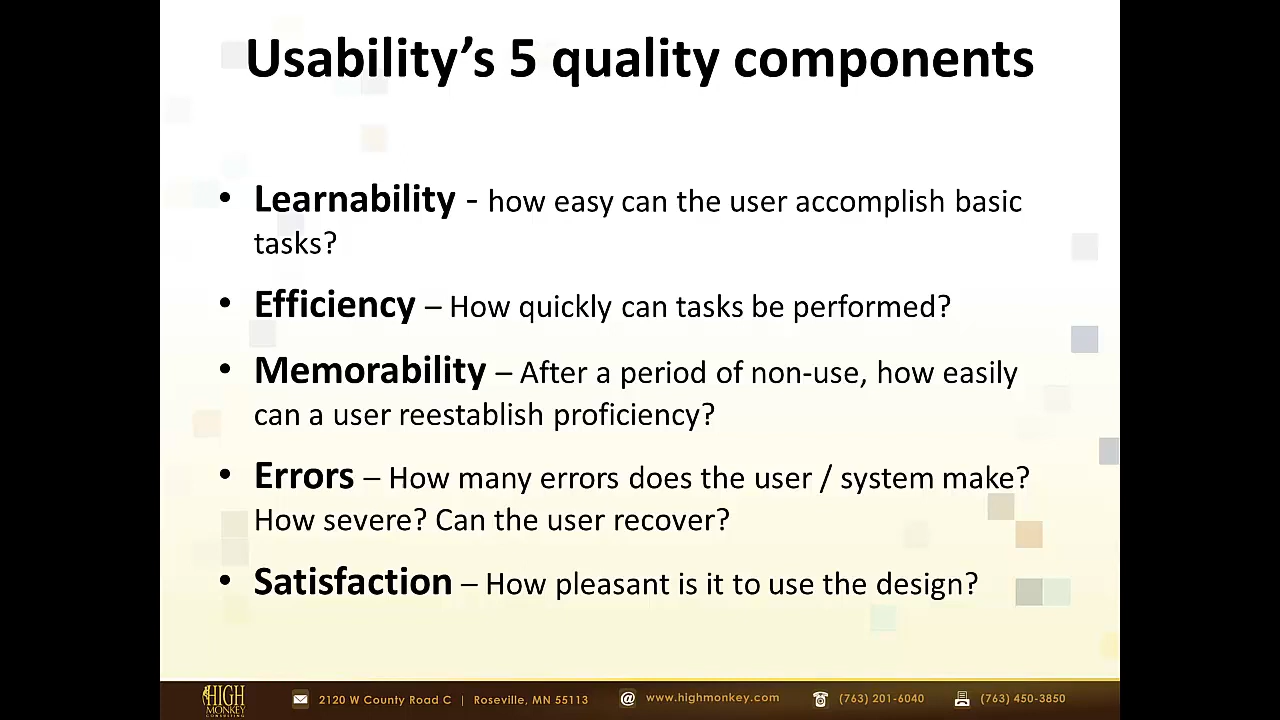 Usability’s 5 quality components
• Learnability - how easy can the user accomplish basic
tasks?
• Efficiency – How quickly can tasks be performed?
• Memorability – After a period of non-use, how easily
can a user reestablish proficiency?
• Errors – How many errors does the user / system make?
How severe? Can the user recover?
• Satisfaction – How pleasant is it to use the design?
HIGH
MONKEY
CONSULTING
2120 W County Road C | Roseville, MN 55113
@ www.highmonkey.com
(763) 201-6040
(763) 450-3850